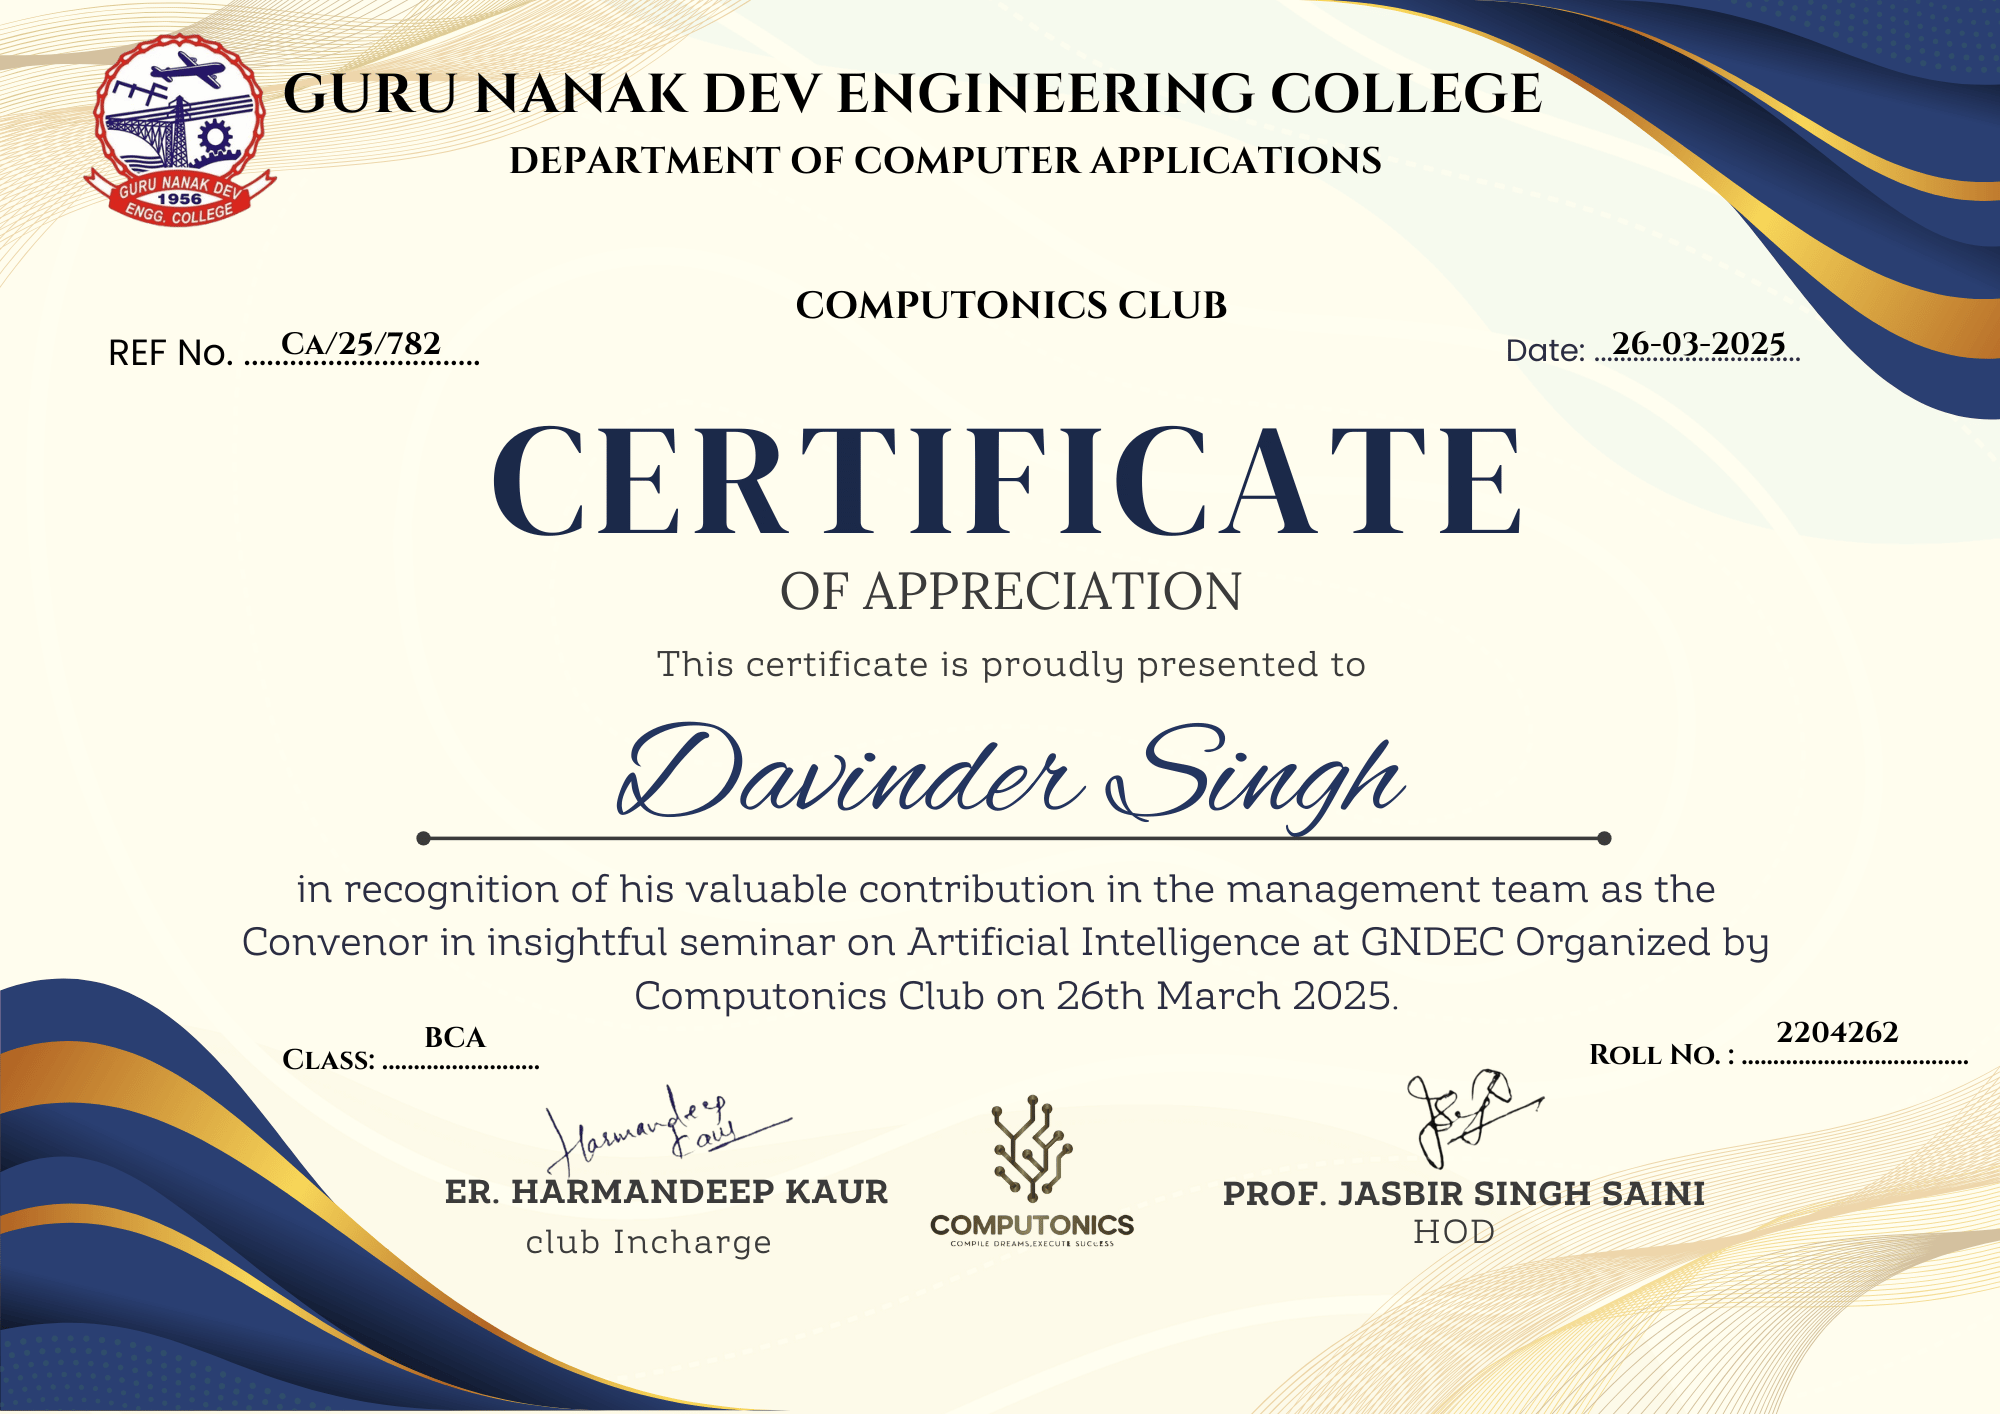 GURU NANAK DEV ENGINEERING COLLEGE
DEPARTMENT OF COMPUTER APPLICATIONS
GURU NANAK DEV
1956
ENGG. COLLEGE
COMPUTONICS CLUB
REF No. .............................. CA/25/782
Date: .................................. 26-03-2025
CERTIFICATE
OF APPRECIATION
This certificate is proudly presented to
Davinder Singh
in recognition of his valuable contribution in the management team as the
Convenor in insightful seminar on Artificial Intelligence at GNDEC Organized by
Computonics Club on 26th March 2025.
CLASS: ......................... BCA
ROLL NO. : .................................... 2204262
Harmandeep
Kaur
ER. HARMANDEEP KAUR
club Incharge
COMPUTONICS
COMPILE DREAMS,EXECUTE SUCCESS
PROF. JASBIR SINGH SAINI
HOD